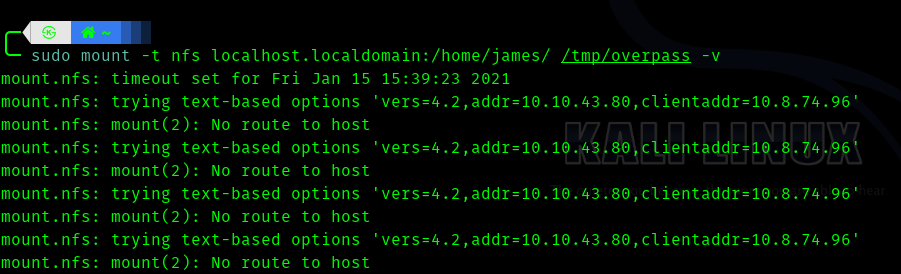 ~
sudo mount -t nfs localhost.localdomain:/home/james/ /tmp/overpass -v
mount.nfs: timeout set for Fri Jan 15 15:39:23 2021
mount.nfs: trying text-based options 'vers=4.2,addr=10.10.43.80,clientaddr=10.8.74.96'
mount.nfs: mount(2): No route to host
mount.nfs: trying text-based options 'vers=4.2,addr=10.10.43.80,clientaddr=10.8.74.96'
KALI LINUX
mount.nfs: mount(2): No route to host
mount.nfs: trying text-based options 'vers=4.2,addr=10.10.43.80,clientaddr=10.8.74.96'
mount.nfs: mount(2): No route to host
mount.nfs: trying text-based options 'vers=4.2,addr=10.10.43.80,clientaddr=10.8.74.96'
mount.nfs: mount(2): No route to host